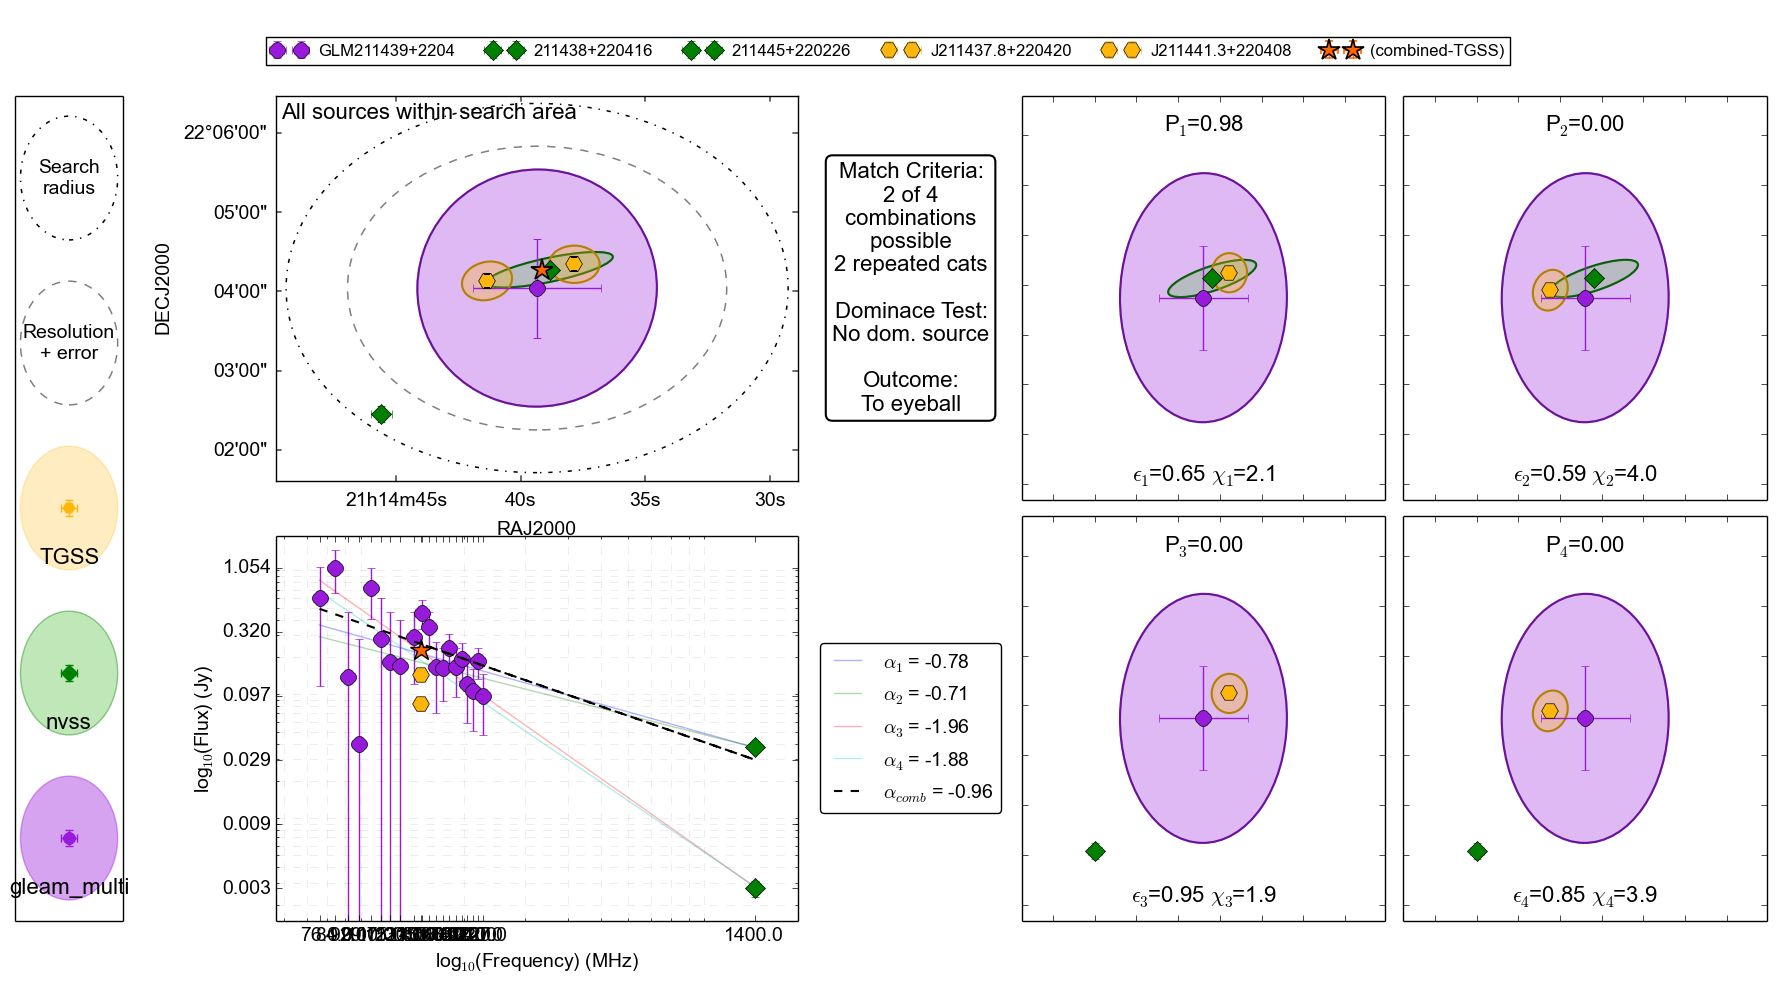 GLM211439+2204
211438+220416
211445+220226
J211437.8+220420
J211441.3+220408
(combined-TGSS)
Search
radius
Resolution
+ error
TGSS
nvss
gleam_multi
All sources within search area
22°06'00"
05'00"
04'00"
03'00"
02'00"
DECJ2000
21h14m45s
40s
35s
30s
RAJ2000
Match Criteria:
2 of 4
combinations
possible
2 repeated cats
Dominace Test:
No dom. source
Outcome:
To eyeball
P1=0.98
ϵ1=0.65 χ1=2.1
P2=0.00
ϵ2=0.59 χ2=4.0
1.054
0.320
0.097
0.029
0.009
0.003
log10(Flux) (Jy)
1400.0
log10(Frequency) (MHz)
α1 = -0.78
α2 = -0.71
α3 = -1.96
α4 = -1.88
αcomb = -0.96
P3=0.00
ϵ3=0.95 χ3=1.9
P4=0.00
ϵ4=0.85 χ4=3.9